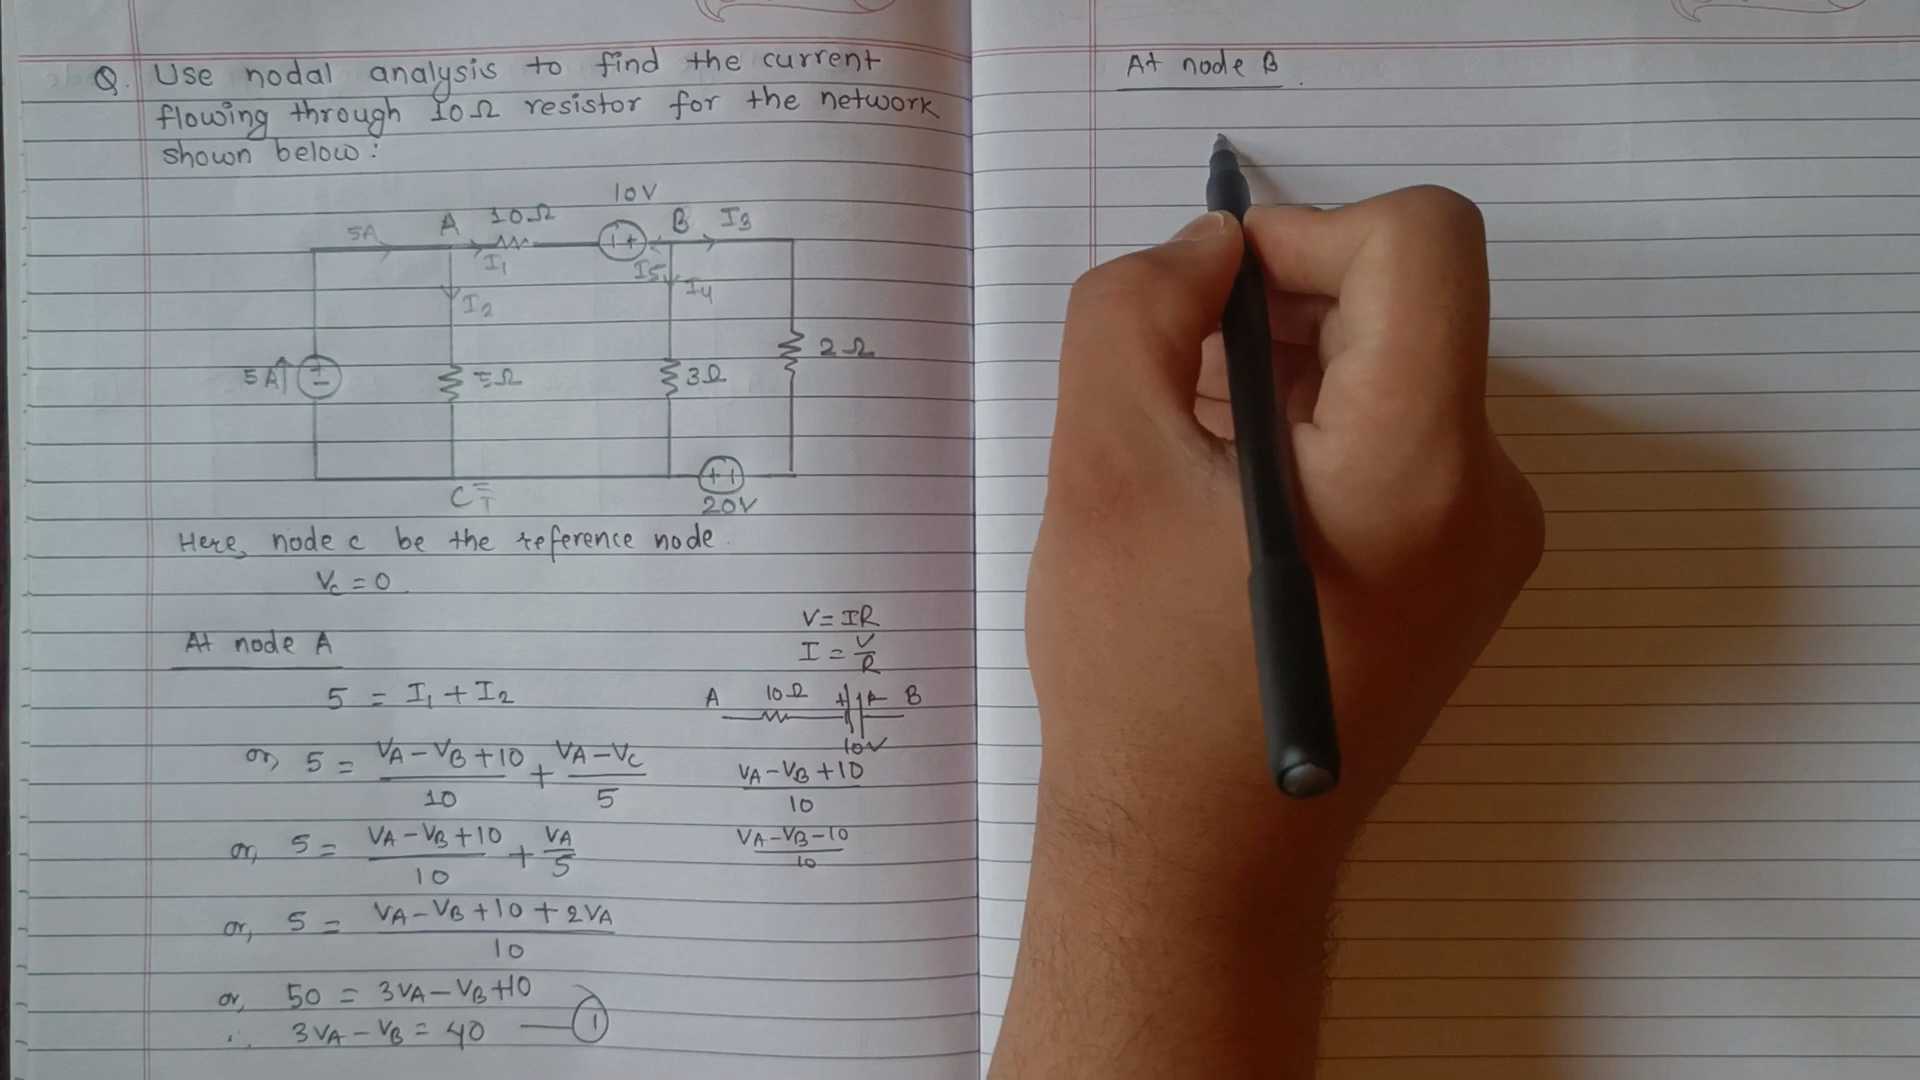 Q. Use nodal analysis to find the current
flowing through 10Ω resistor for the network
shown below:
10V
5A A 10Ω B I3
I1 I5 I4
I2
5A 5Ω 3Ω 2Ω
C
20V
Here, node c be the reference node.
Vc = 0.
At node A
5 = I1 + I2
or, 5 = (VA - VB + 10)/10 + (VA - VC)/5
or, 5 = (VA - VB + 10)/10 + VA/5
or, 5 = (VA - VB + 10 + 2VA)/10
or, 50 = 3VA - VB + 10
∴ 3VA - VB = 40 — 1
V = IR
I = V/R
A 10Ω B
10V
(VA - VB + 10)/10
(VA - VB - 10)/10
At node B.